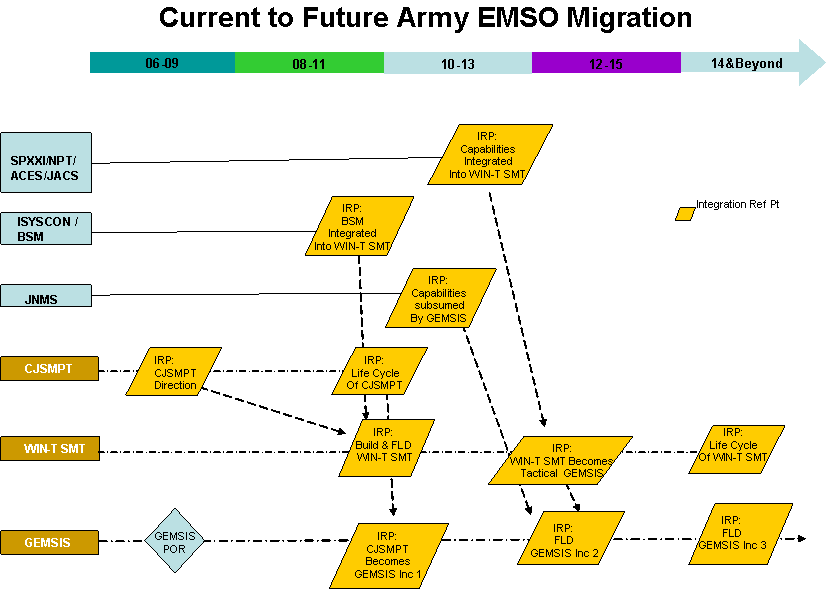 Current to Future Army EMSO Migration
06-09
08-11
10-13
12-15
14&Beyond
SPXXI/NPT/
ACES/JACS
IRP:
Capabilities
Integrated
Into WIN-T SMT
Integration Ref Pt
ISYSCON /
BSM
IRP:
BSM
Integrated
Into WIN-T SMT
JNMS
IRP:
Capabilities
subsumed
By GEMSIS
CJSMPT
IRP:
CJSMPT
Direction
IRP:
Life Cycle
Of CJSMPT
WIN-T SMT
IRP:
Build & FLD
WIN-T SMT
IRP:
WIN-T SMT Becomes
Tactical GEMSIS
IRP:
Life Cycle
Of WIN-T SMT
GEMSIS
GEMSIS
POR
IRP:
CJSMPT
Becomes
GEMSIS Inc 1
IRP:
FLD
GEMSIS Inc 2
IRP:
FLD
GEMSIS Inc 3